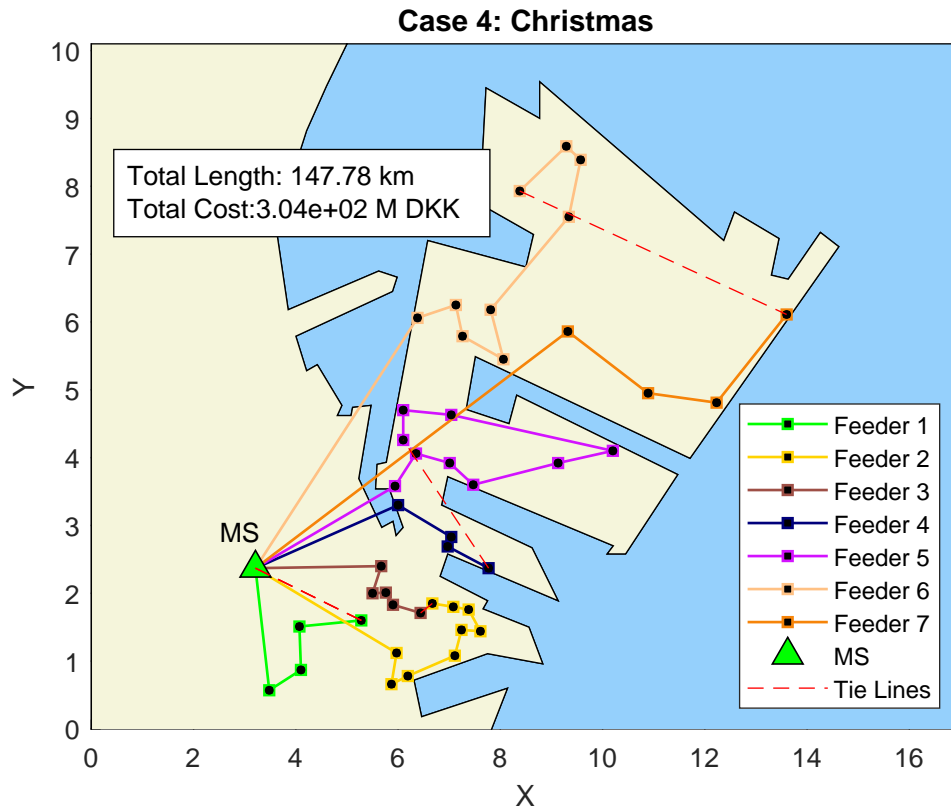 Case 4: Christmas
10
9
8
7
6
5
4
3
2
1
0
Y
Total Length: 147.78 km
Total Cost:3.04e+02 M DKK
MS
Feeder 1
Feeder 2
Feeder 3
Feeder 4
Feeder 5
Feeder 6
Feeder 7
MS
Tie Lines
0 2 4 6 8 10 12 14 16
X